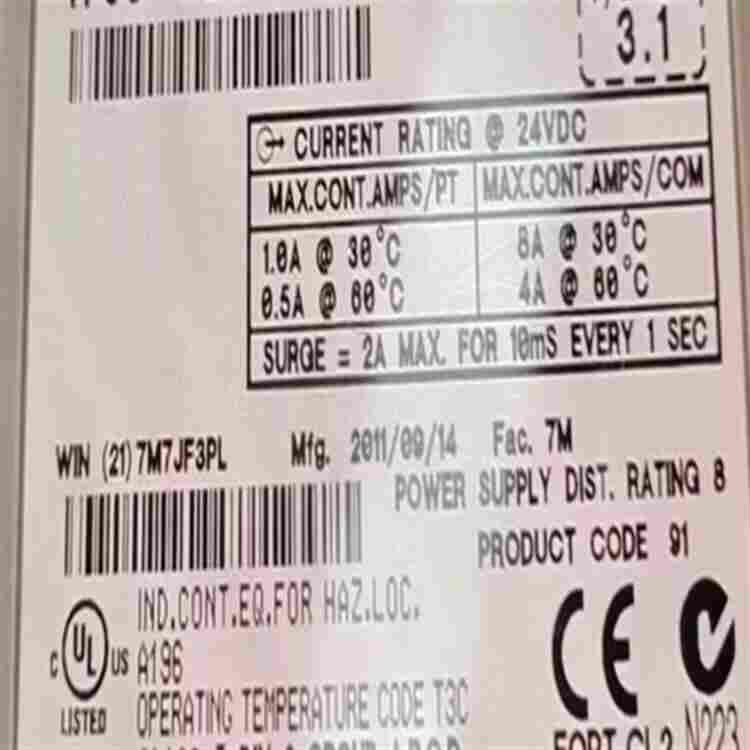 3.1
CURRENT RATING @ 24VDC
MAX.CONT.AMPS/PT MAX.CONT.AMPS/COM
1.0A @ 30°C 8A @ 30°C
0.5A @ 60°C 4A @ 60°C
SURGE = 2A MAX. FOR 10mS EVERY 1 SEC
WIN (21) 7M7JF3PL Mfg. 2011/09/14 Fac. 7M
POWER SUPPLY DIST. RATING 8
PRODUCT CODE 91
IND.CONT.EQ.FOR HAZ.LOC.
C UL US A196
LISTED OPERATING TEMPERATURE CODE T3C
CE N223